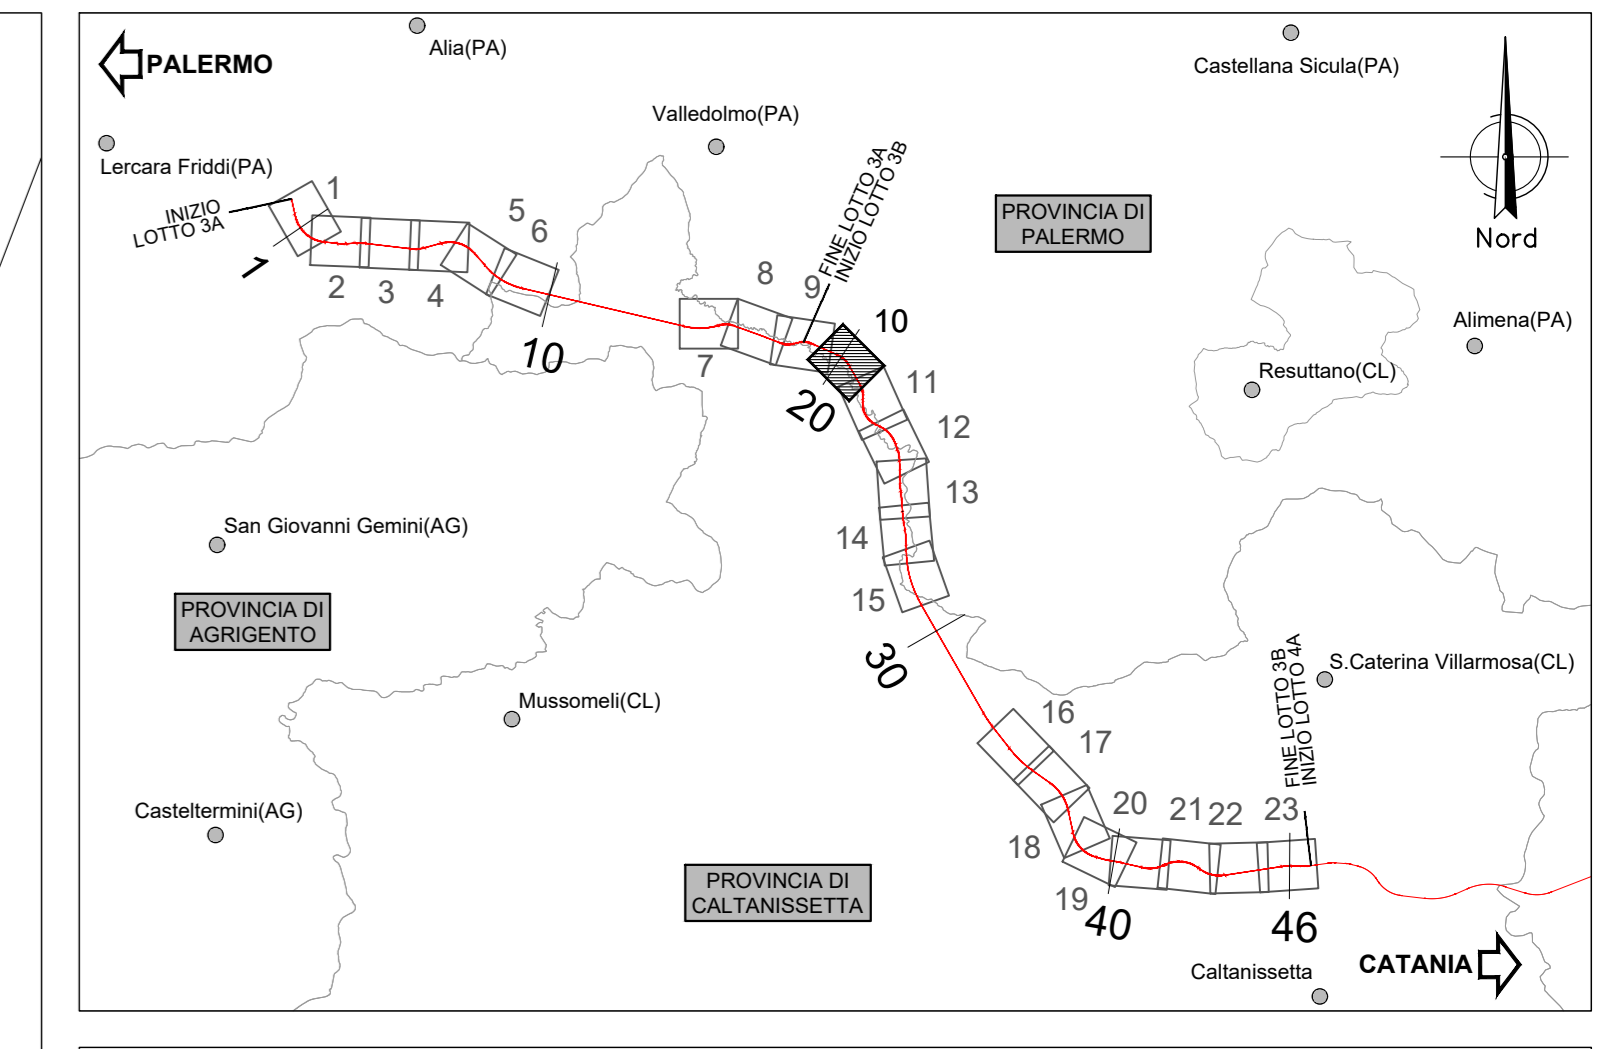 Alia(PA)
PALERMO
Castellana Sicula(PA)
Valledolmo(PA)
Lercara Friddi(PA)
INIZIO
LOTTO 3A
FINE LOTTO 3A
INIZIO LOTTO 3B
PROVINCIA DI
PALERMO
Nord
1
1
2
3
4
5
6
10
7
8
9
10
20
Alimena(PA)
Resuttano(CL)
11
12
13
14
15
San Giovanni Gemini(AG)
PROVINCIA DI
AGRIGENTO
30
Mussomeli(CL)
FINE LOTTO 3B
INIZIO LOTTO 4A
S.Caterina Villarmosa(CL)
16
17
Casteltermini(AG)
18
19
20
21
22
23
40
46
PROVINCIA DI
CALTANISSETTA
CATANIA
Caltanissetta